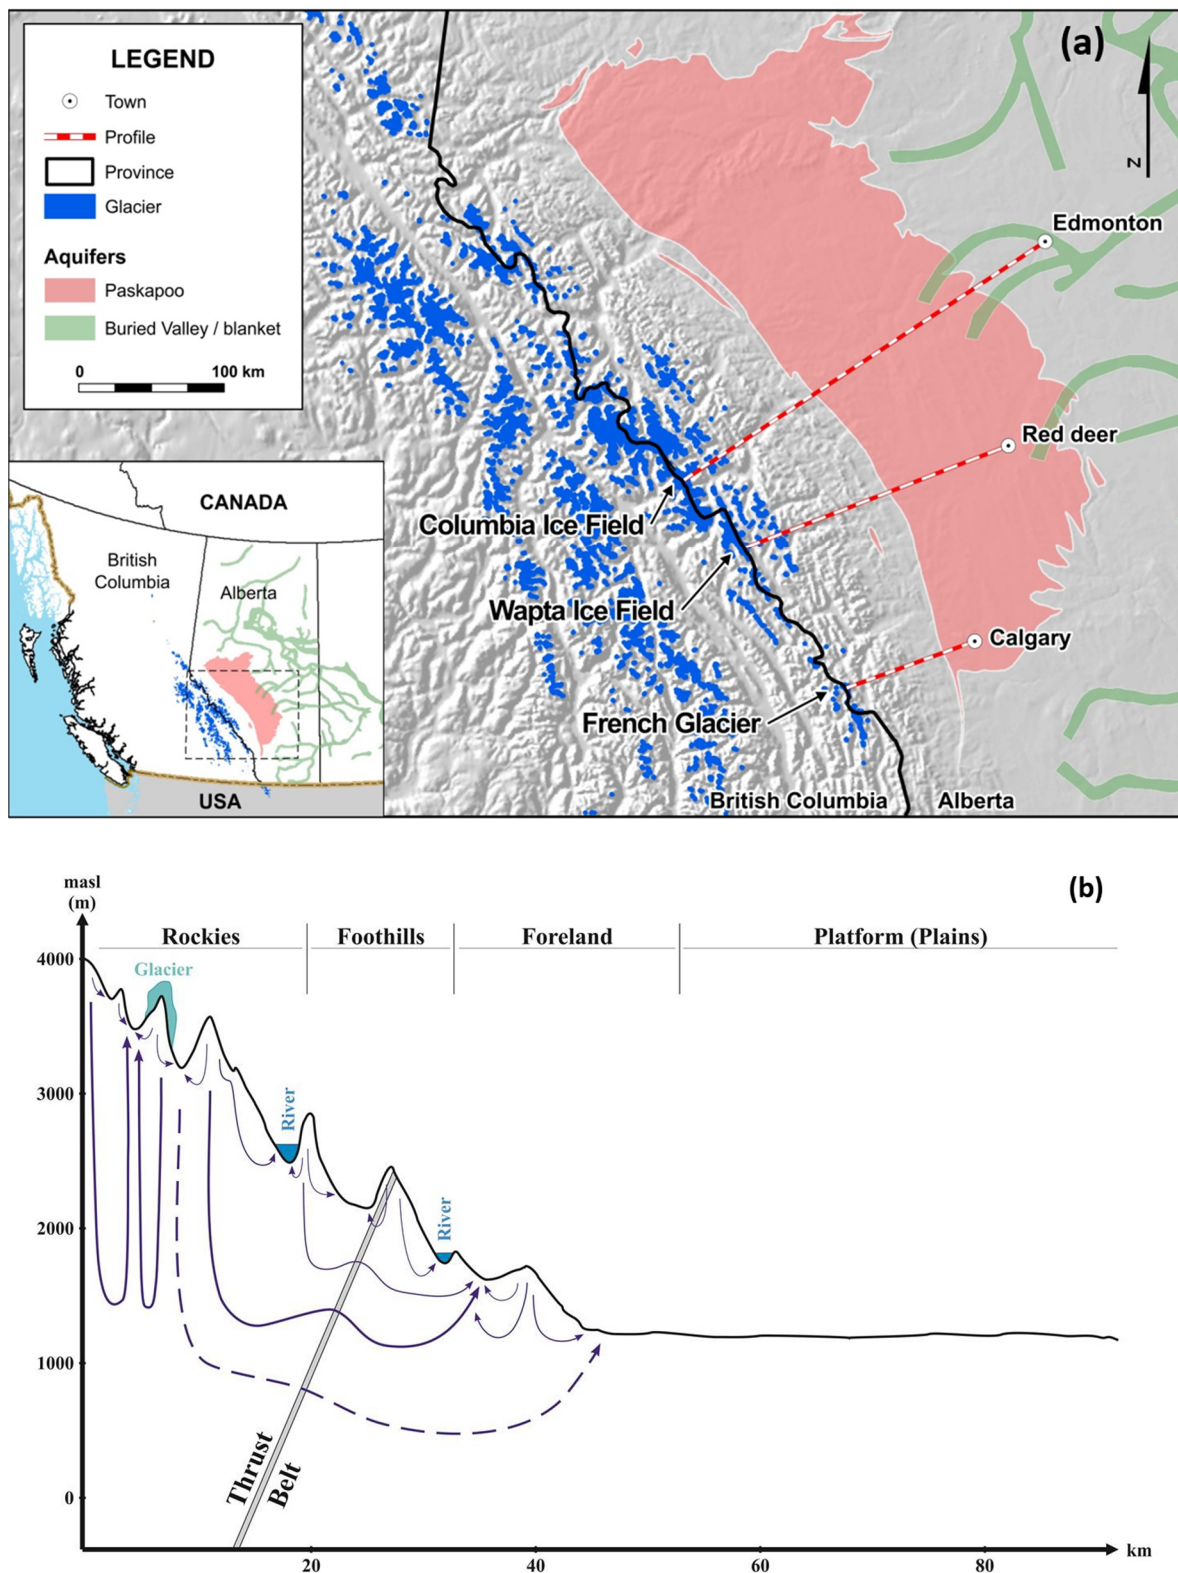 (a)
LEGEND
Town
Profile
Province
Glacier
Aquifers
Paskapoo
Buried Valley / blanket
0 100 km
N
Edmonton
Red deer
Columbia Ice Field
Wapta Ice Field
Calgary
French Glacier
British Columbia Alberta
CANADA
British
Columbia
Alberta
USA
(b)
masl
(m)
Rockies Foothills Foreland Platform (Plains)
Glacier
4000
3000
River
2000
River
1000
Thrust
Belt
0
20 40 60 80 km